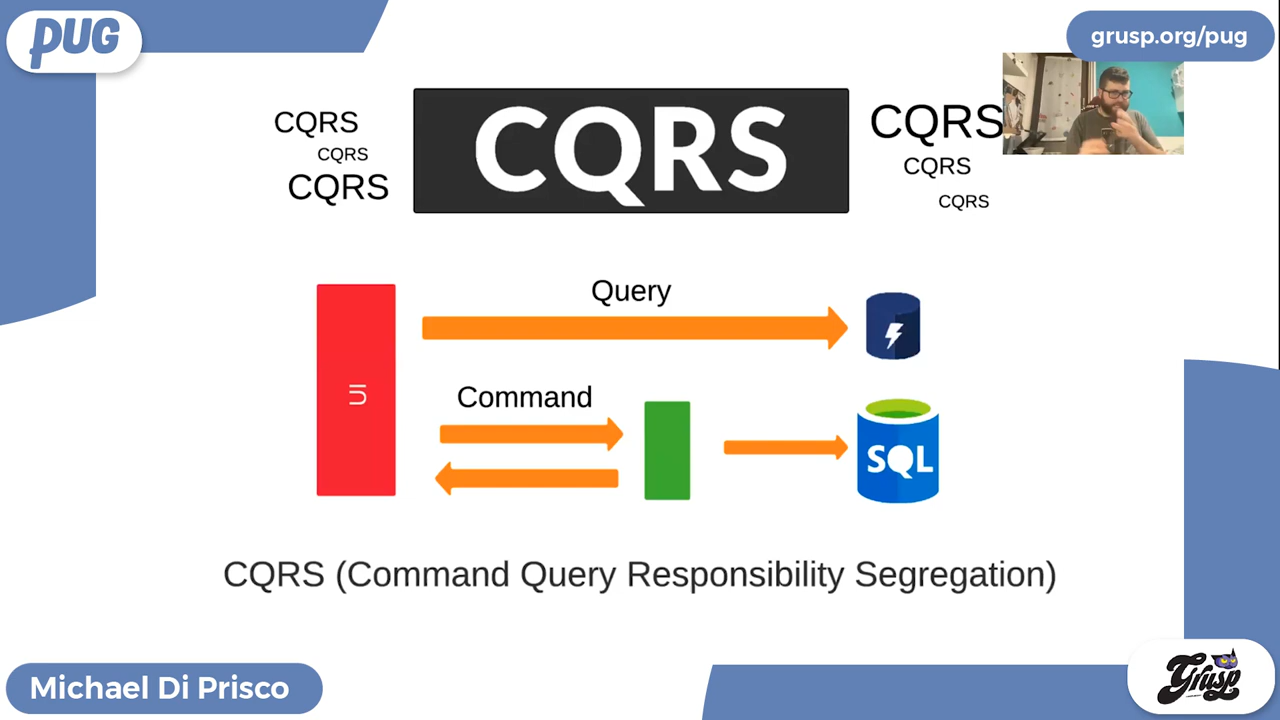 PUG
grusp.org/pug
CQRS
CQRS
CQRS
CQRS
CQRS
CQRS
CQRS
Query
UI
Command
SQL
CQRS (Command Query Responsibility Segregation)
Michael Di Prisco
Grusp